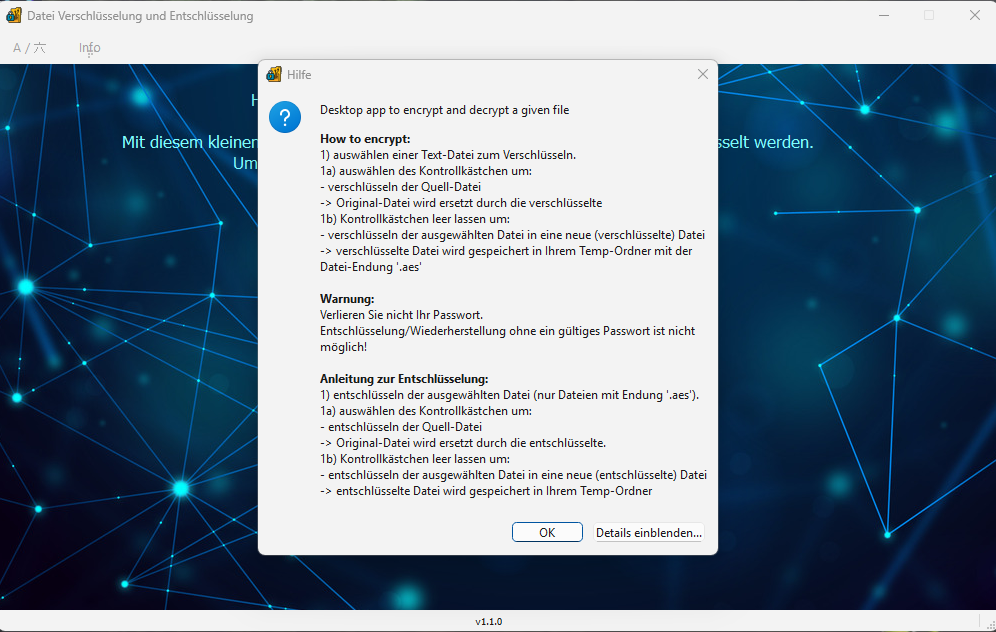 Datei Verschlüsselung und Entschlüsselung
A / 六 Info
Hilfe
Mit diesem kleinen
sselt werden.
Um
Desktop app to encrypt and decrypt a given file
How to encrypt:
1) auswählen einer Text-Datei zum Verschlüsseln.
1a) auswählen des Kontrollkästchen um:
- verschlüsseln der Quell-Datei
-> Original-Datei wird ersetzt durch die verschlüsselte
1b) Kontrollkästchen leer lassen um:
- verschlüsseln der ausgewählten Datei in eine neue (verschlüsselte) Datei
-> verschlüsselte Datei wird gespeichert in Ihrem Temp-Ordner mit der
Datei-Endung '.aes'
Warnung:
Verlieren Sie nicht Ihr Passwort.
Entschlüsselung/Wiederherstellung ohne ein gültiges Passwort ist nicht
möglich!
Anleitung zur Entschlüsselung:
1) entschlüsseln der ausgewählten Datei (nur Dateien mit Endung '.aes').
1a) auswählen des Kontrollkästchen um:
- entschlüsseln der Quell-Datei
-> Original-Datei wird ersetzt durch die entschlüsselte.
1b) Kontrollkästchen leer lassen um:
- entschlüsseln der ausgewählten Datei in eine neue (entschlüsselte) Datei
-> entschlüsselte Datei wird gespeichert in Ihrem Temp-Ordner
OK Details einblenden...
v1.1.0